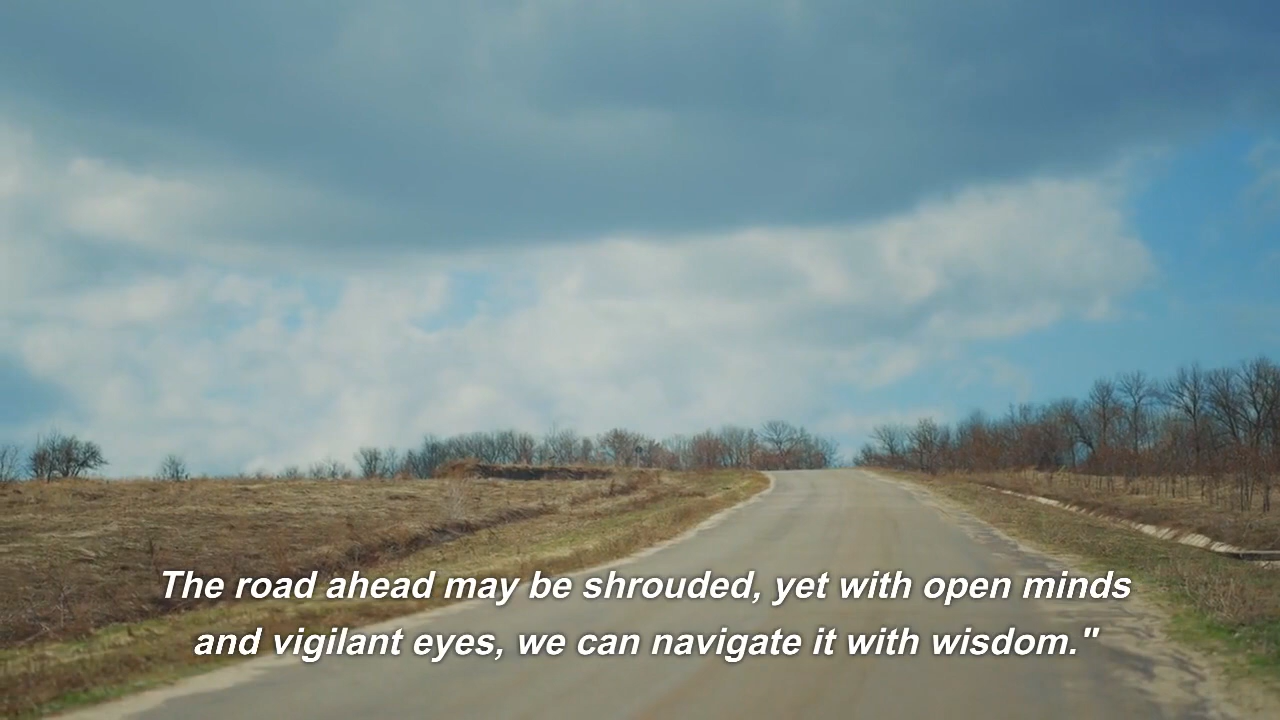 The road ahead may be shrouded, yet with open minds
and vigilant eyes, we can navigate it with wisdom."